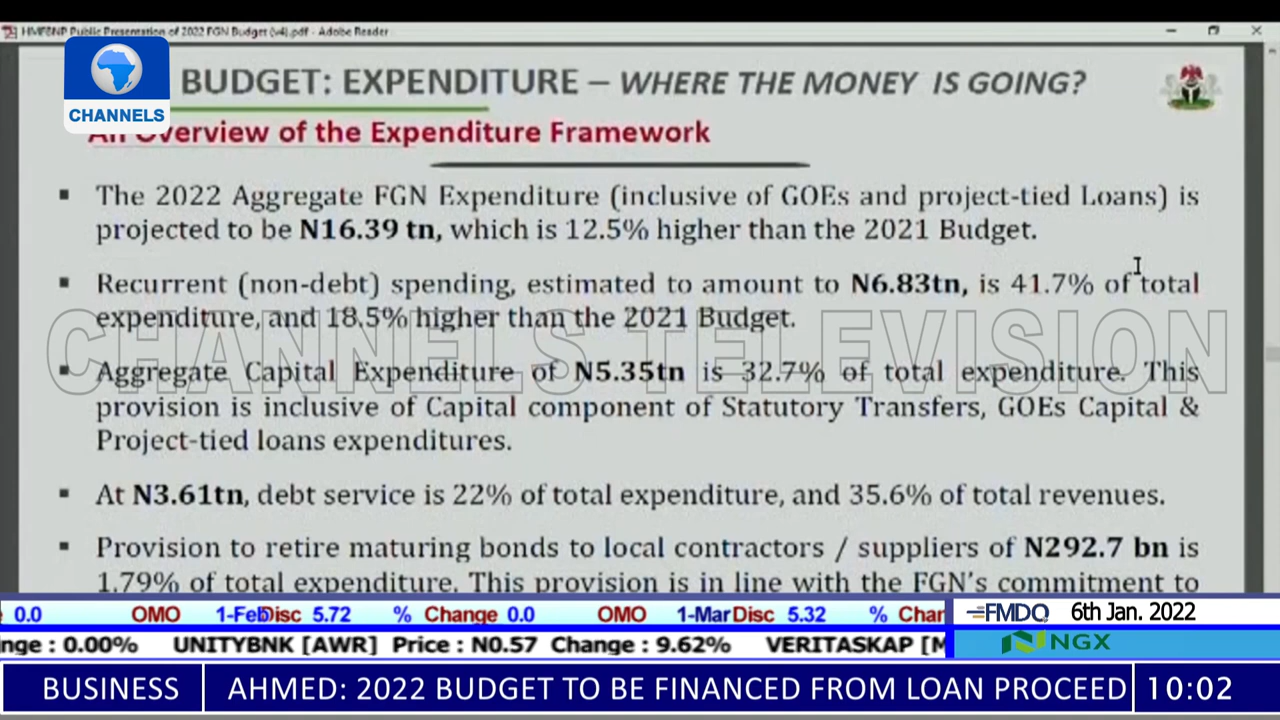 HMFBNP Public Presentation of 2022 FGN Budget (v4).pdf - Adobe Reader
CHANNELS
BUDGET: EXPENDITURE – WHERE THE MONEY IS GOING?
An Overview of the Expenditure Framework
▪ The 2022 Aggregate FGN Expenditure (inclusive of GOEs and project-tied Loans) is
projected to be N16.39 tn, which is 12.5% higher than the 2021 Budget.
▪ Recurrent (non-debt) spending, estimated to amount to N6.83tn, is 41.7% of total
expenditure, and 18.5% higher than the 2021 Budget.
CHANNELS TELEVISION
▪ Aggregate Capital Expenditure of N5.35tn is 32.7% of total expenditure. This
provision is inclusive of Capital component of Statutory Transfers, GOEs Capital &
Project-tied loans expenditures.
▪ At N3.61tn, debt service is 22% of total expenditure, and 35.6% of total revenues.
▪ Provision to retire maturing bonds to local contractors / suppliers of N292.7 bn is
1.79% of total expenditure. This provision is in line with the FGN's commitment to
0.0 OMO 1-Feb Disc 5.72 % Change 0.0 OMO 1-Mar Disc 5.32 % Char
FMDQ 6th Jan. 2022
nge : 0.00% UNITYBNK [AWR] Price : N0.57 Change : 9.62% VERITASKAP [M
NGX
BUSINESS AHMED: 2022 BUDGET TO BE FINANCED FROM LOAN PROCEED 10:02